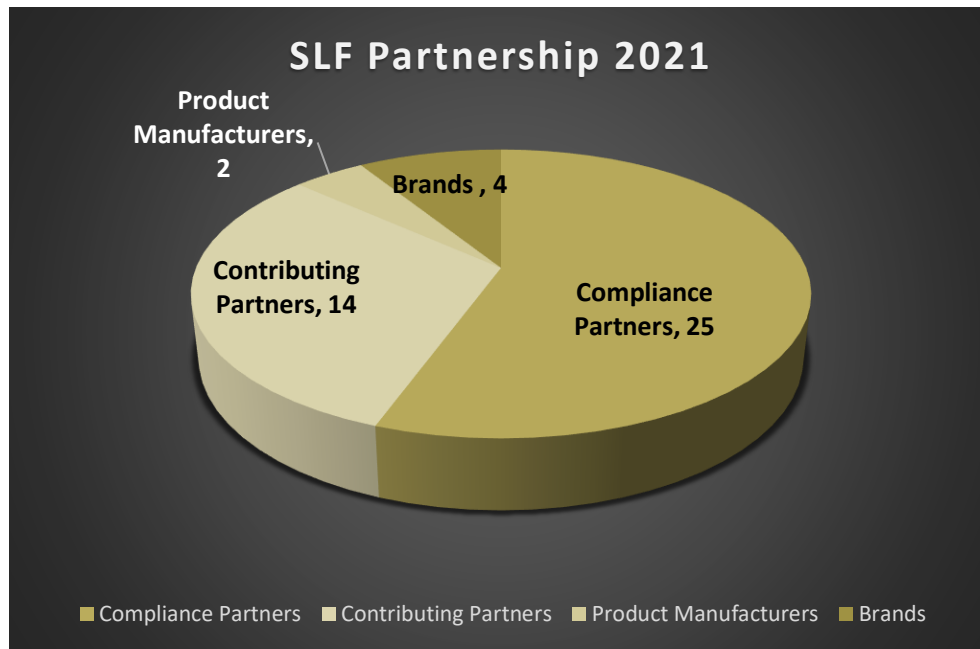 SLF Partnership 2021
Product
Manufacturers,
2
Brands , 4
Contributing
Partners, 14
Compliance
Partners, 25
Compliance Partners Contributing Partners Product Manufacturers Brands